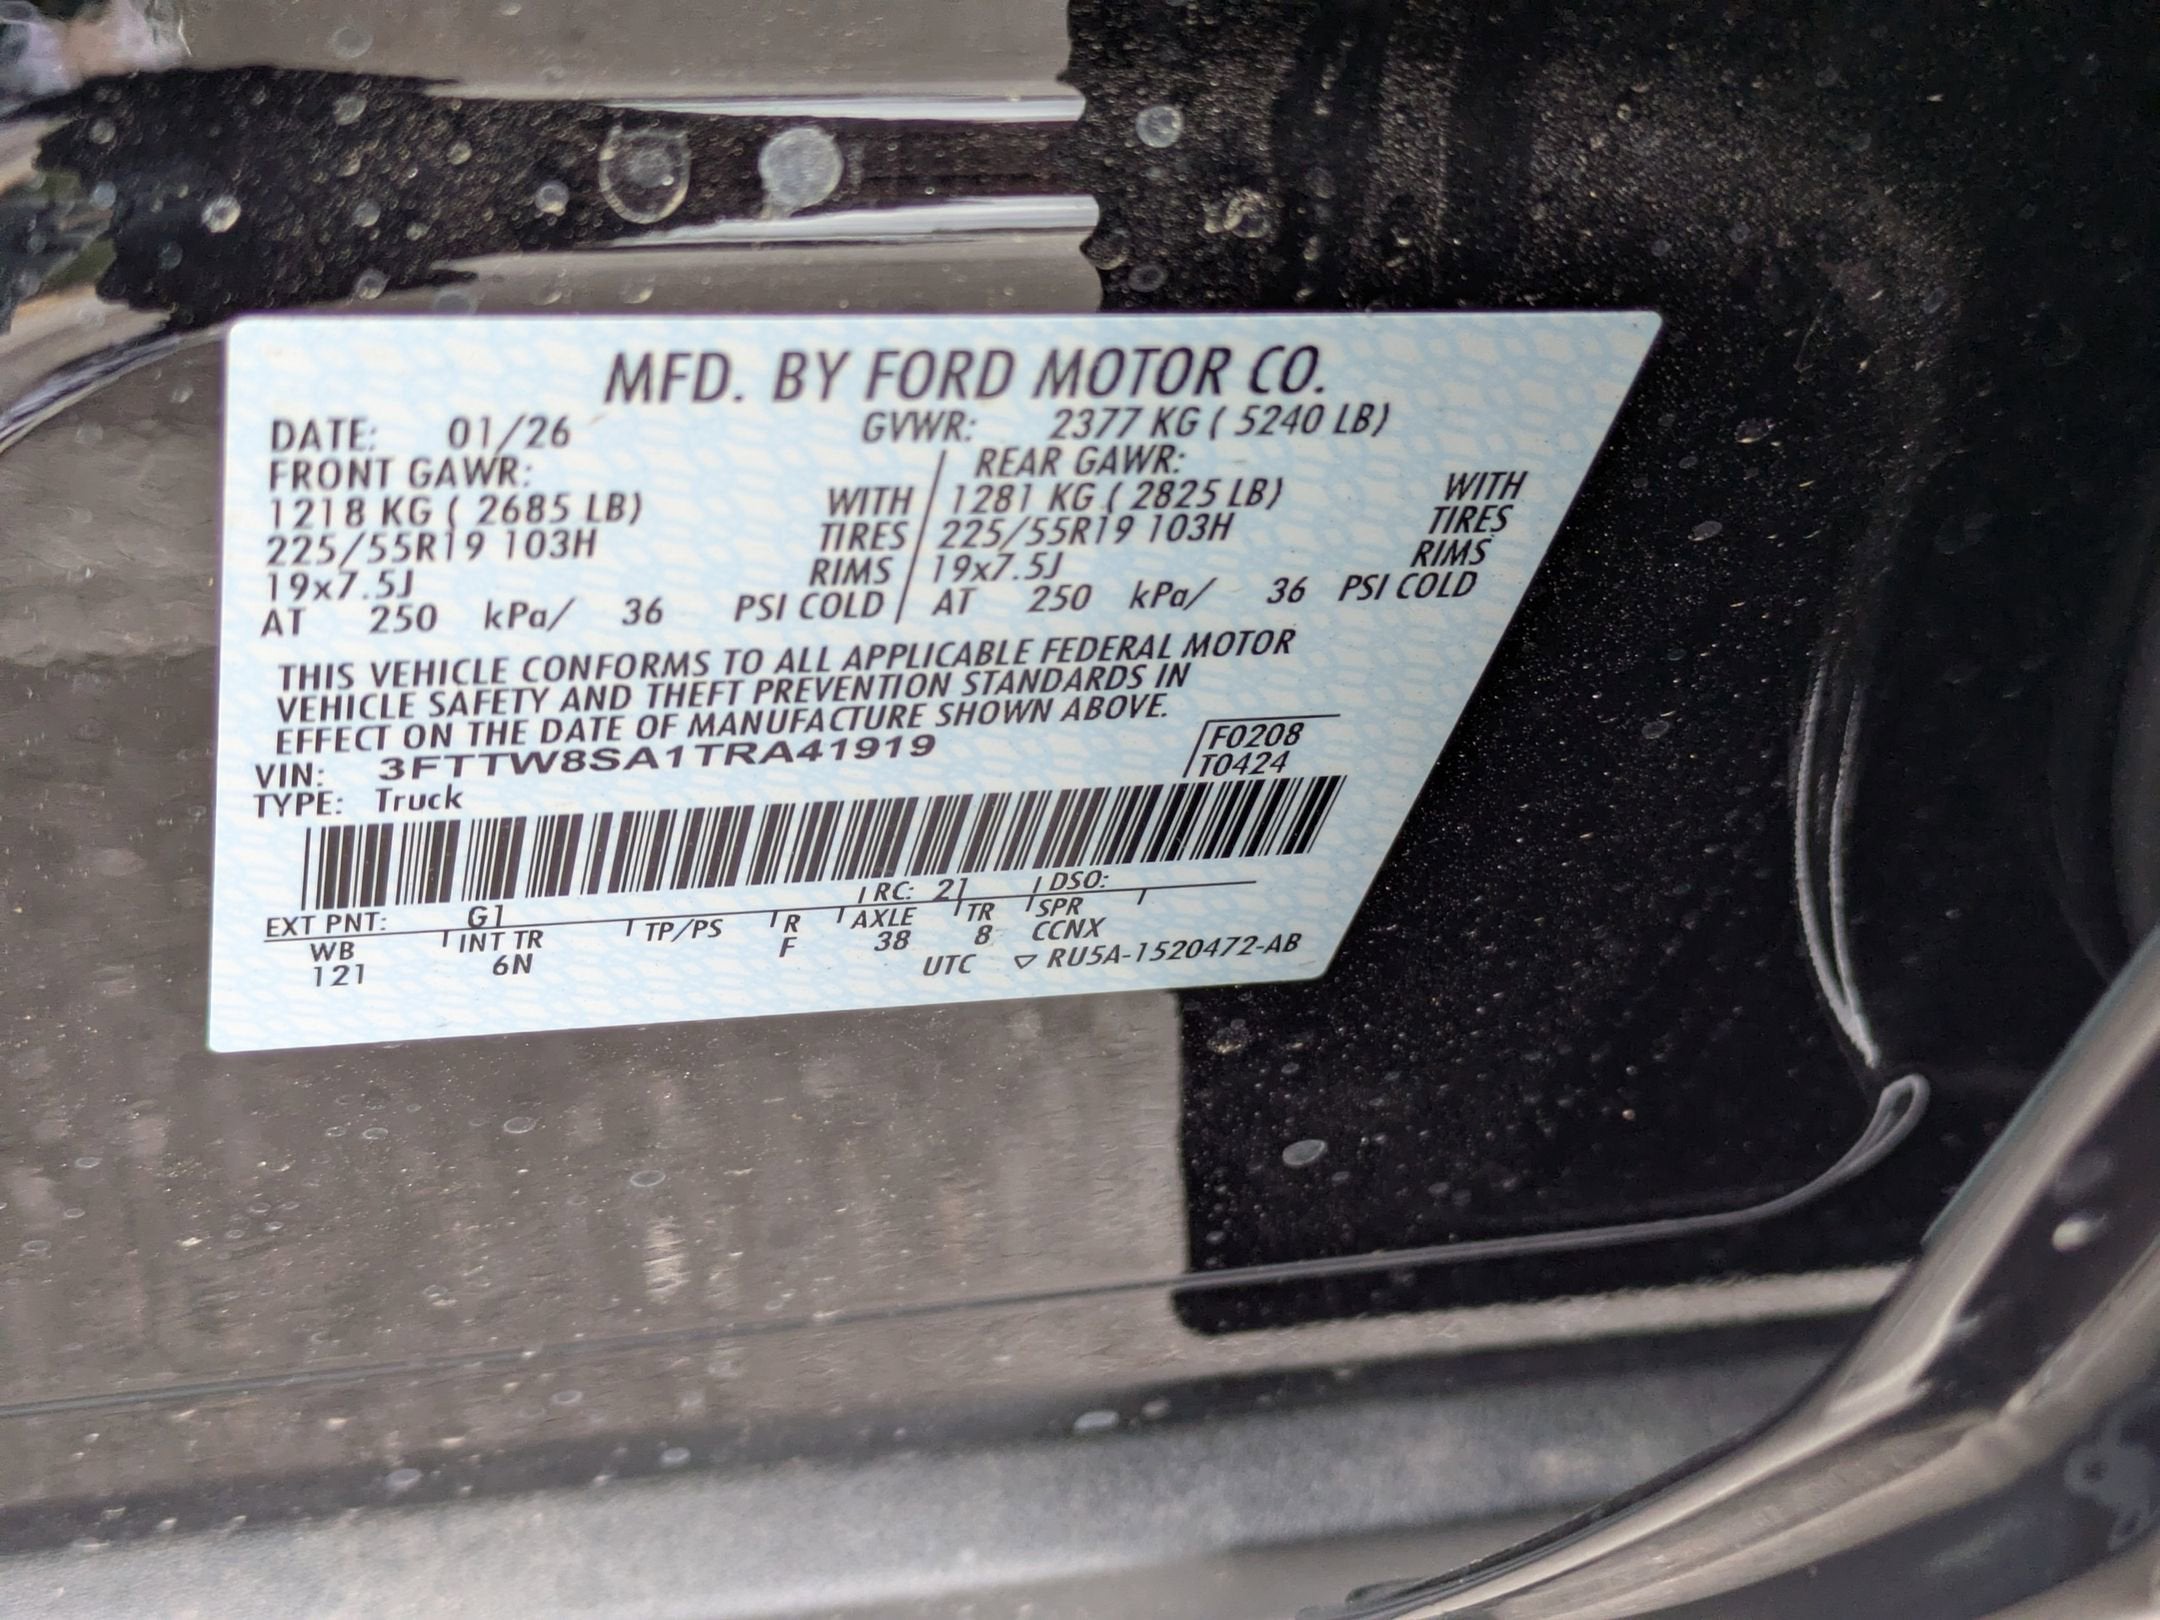 MFD. BY FORD MOTOR CO.
DATE: 01/26 GVWR: 2377 KG ( 5240 LB)
FRONT GAWR: REAR GAWR:
1218 KG ( 2685 LB) WITH 1281 KG ( 2825 LB) WITH
225/55R19 103H TIRES 225/55R19 103H TIRES
19x7.5J RIMS 19x7.5J RIMS
AT 250 kPa/ 36 PSI COLD AT 250 kPa/ 36 PSI COLD
THIS VEHICLE CONFORMS TO ALL APPLICABLE FEDERAL MOTOR
VEHICLE SAFETY AND THEFT PREVENTION STANDARDS IN
EFFECT ON THE DATE OF MANUFACTURE SHOWN ABOVE.
VIN: 3FTTW8SA1TRA41919 F0208
TYPE: Truck T0424
EXT PNT: G1 RC: 21 DSO:
WB INT TR TP/PS R AXLE TR SPR
121 6N F 38 8 CCNX
UTC ▽ RU5A-1520472-AB